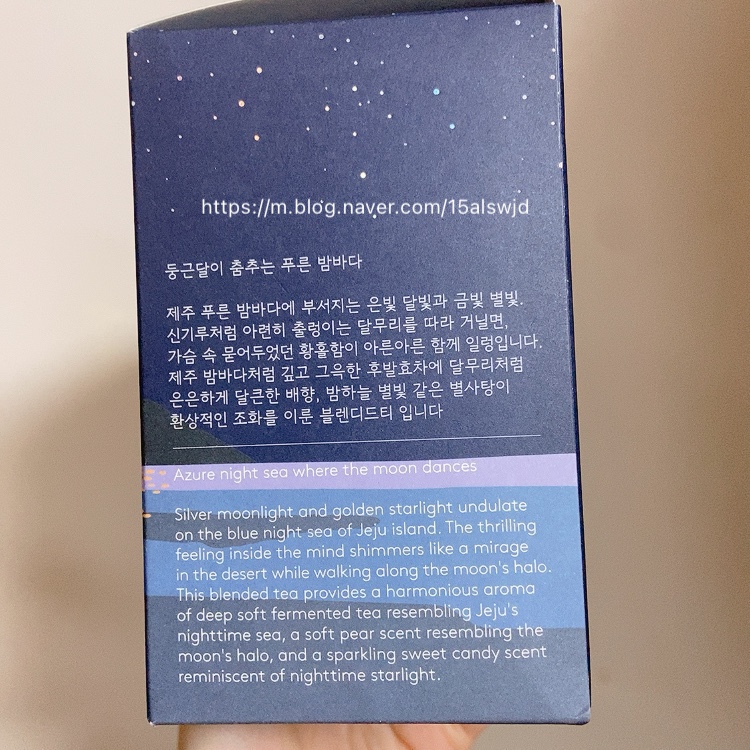 https://m.blog.naver.com/15alswjd
둥근달이 춤추는 푸른 밤바다
제주 푸른 밤바다에 부서지는 은빛 달빛과 금빛 별빛.
신기루처럼 아련히 출렁이는 달무리를 따라 거닐면,
가슴 속 묻어두었던 황홀함이 아른아른 함께 일렁입니다.
제주 밤바다처럼 깊고 그윽한 후발효차에 달무리처럼
은은하게 달큰한 배향, 밤하늘 별빛 같은 별사탕이
환상적인 조화를 이룬 블렌디드티 입니다
Azure night sea where the moon dances
Silver moonlight and golden starlight undulate
on the blue night sea of Jeju island. The thrilling
feeling inside the mind shimmers like a mirage
in the desert while walking along the moon's halo.
This blended tea provides a harmonious aroma
of deep soft fermented tea resembling Jeju's
nighttime sea, a soft pear scent resembling the
moon's halo, and a sparkling sweet candy scent
reminiscent of nighttime starlight.